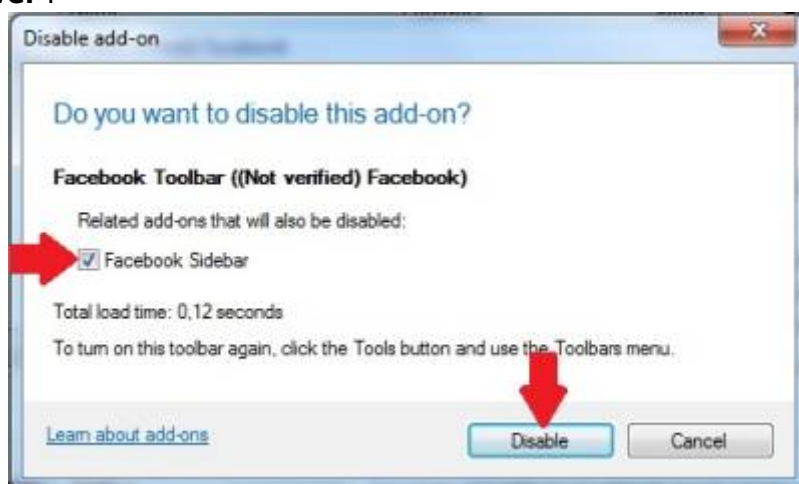 Disable add-on
Do you want to disable this add-on?
Facebook Toolbar ((Not verified) Facebook)
Related add-ons that will also be disabled:
Facebook Sidebar
Total load time: 0,12 seconds
To turn on this toolbar again, click the Tools button and use the Toolbars menu.
Learn about add-ons
Disable
Cancel